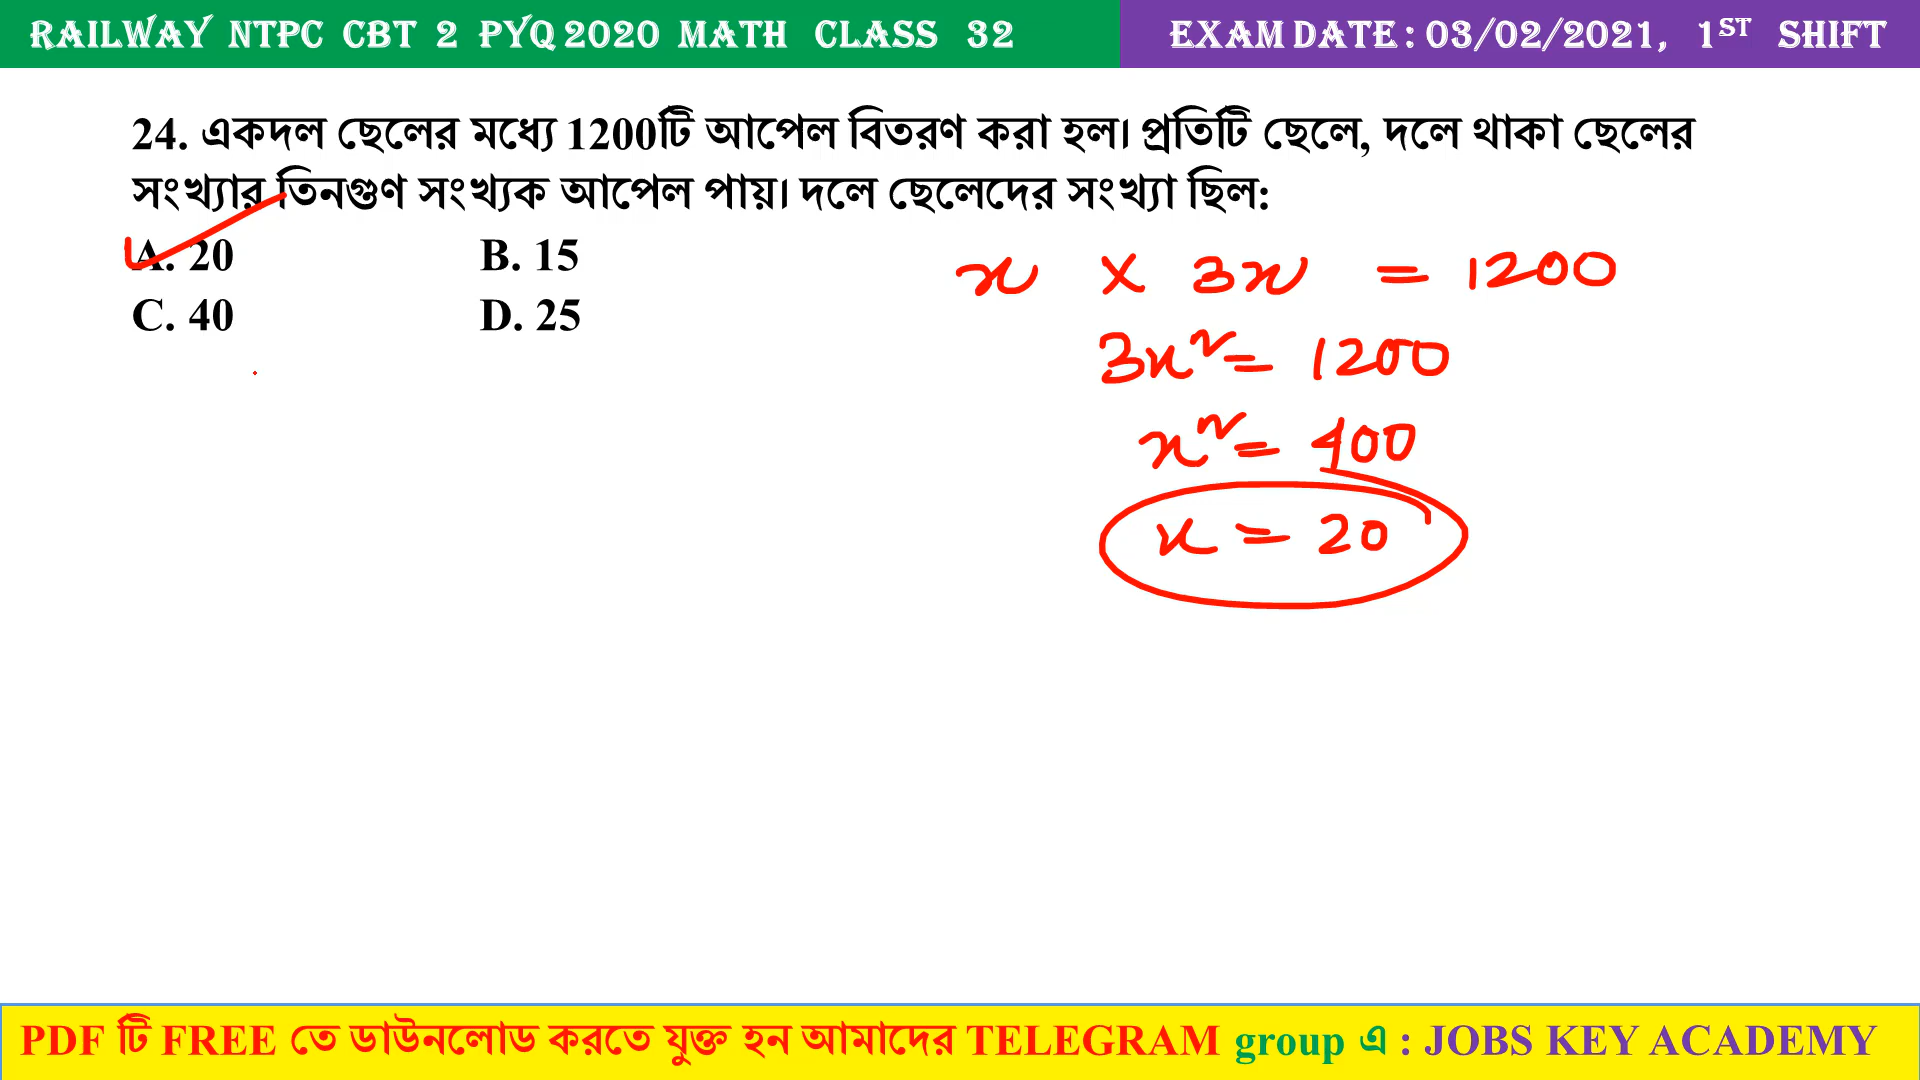 RAILWAY NTPC CBT 2 PYQ 2020 MATH CLASS 32
EXAM DATE : 03/02/2021, 1ST SHIFT
24. একদল ছেলের মধ্যে 1200টি আপেল বিতরণ করা হল। প্রতিটি ছেলে, দলে থাকা ছেলের
সংখ্যার তিনগুণ সংখ্যক আপেল পায়। দলে ছেলেদের সংখ্যা ছিল:
A. 20 B. 15
C. 40 D. 25
x × 3x = 1200
3x² = 1200
x² = 400
x = 20
PDF টি FREE তে ডাউনলোড করতে যুক্ত হন আমাদের TELEGRAM group এ : JOBS KEY ACADEMY